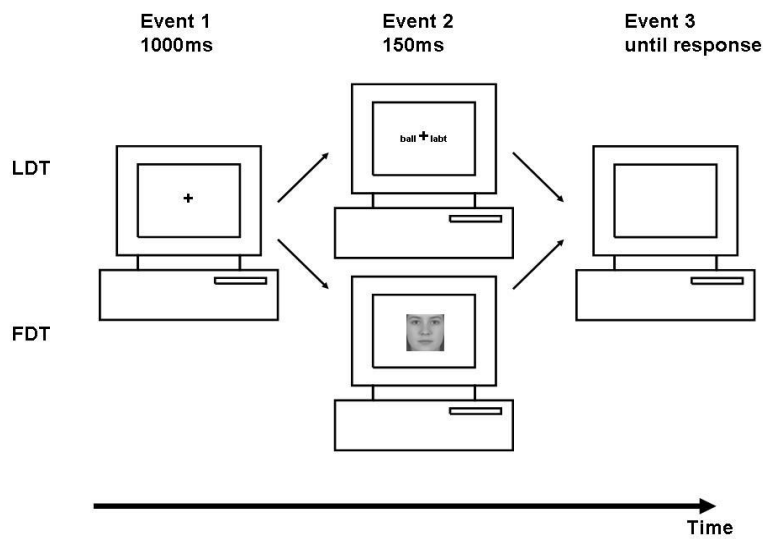 Event 1
1000ms
Event 2
150ms
Event 3
until response
LDT
+
ball + labt
FDT
Time